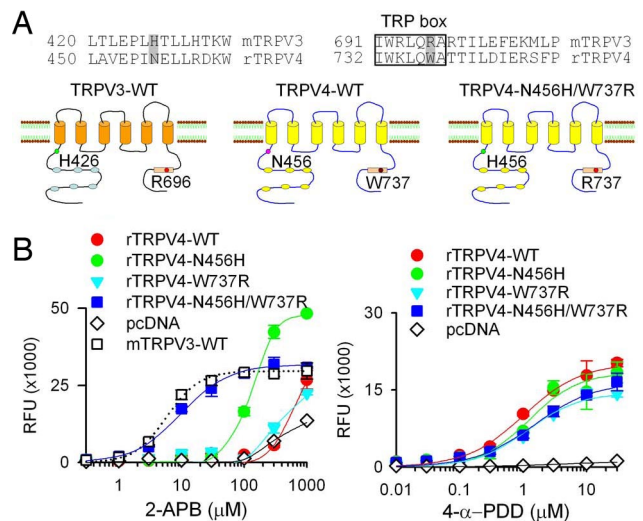 A
TRP box
420 LTLEPLHTLLHTKW mTRPV3
450 LAVEPINELLRDKW rTRPV4
691 IWRLQRARTILEFEKMLP mTRPV3
732 IWKLQWATTILDIERSFP rTRPV4
TRPV3-WT
TRPV4-WT
TRPV4-N456H/W737R
H426
R696
N456
W737
H456
R737
B
rTRPV4-WT
rTRPV4-N456H
rTRPV4-W737R
rTRPV4-N456H/W737R
pcDNA
mTRPV3-WT
RFU (x1000)
50
25
0
1
10
100
1000
2-APB (μM)
rTRPV4-WT
rTRPV4-N456H
rTRPV4-W737R
rTRPV4-N456H/W737R
pcDNA
RFU (x1000)
30
15
0
0.01
0.1
1
10
4-α-PDD (μM)